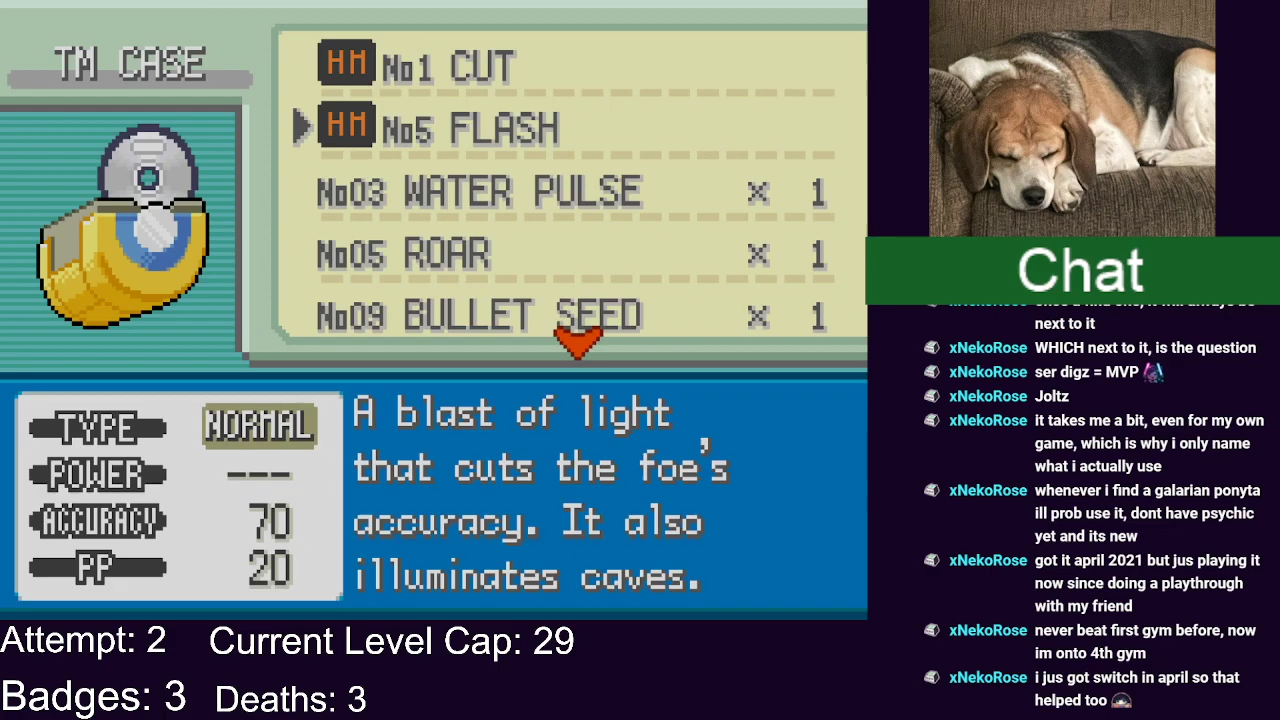 TM CASE
HM No1 CUT
HM No5 FLASH
No03 WATER PULSE × 1
No05 ROAR × 1
No09 BULLET SEED × 1
TYPE NORMAL
POWER ---
ACCURACY 70
PP 20
A blast of light
that cuts the foe's
accuracy. It also
illuminates caves.
Attempt: 2 Current Level Cap: 29
Badges: 3 Deaths: 3
Chat
next to it
xNekoRose WHICH next to it, is the question
xNekoRose ser digz = MVP
xNekoRose Joltz
xNekoRose it takes me a bit, even for my own
game, which is why i only name
what i actually use
xNekoRose whenever i find a galarian ponyta
ill prob use it, dont have psychic
yet and its new
xNekoRose got it april 2021 but jus playing it
now since doing a playthrough
with my friend
xNekoRose never beat first gym before, now
im onto 4th gym
xNekoRose i jus got switch in april so that
helped too